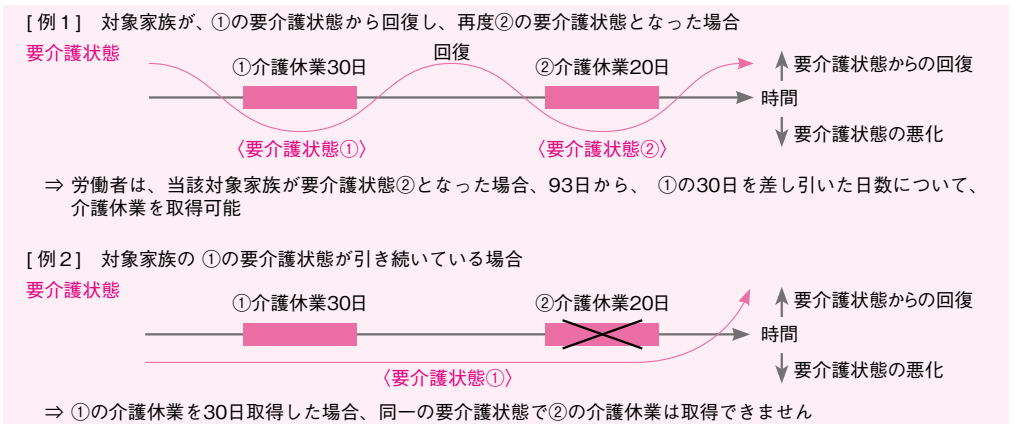 [例1]　対象家族が、①の要介護状態から回復し、再度②の要介護状態となった場合
要介護状態
回復
①介護休業30日
②介護休業20日
要介護状態からの回復
時間
要介護状態の悪化
〈要介護状態①〉
〈要介護状態②〉
⇒ 労働者は、当該対象家族が要介護状態②となった場合、93日から、 ①の30日を差し引いた日数について、
介護休業を取得可能
[例2]　対象家族の ①の要介護状態が引き続いている場合
要介護状態
①介護休業30日
②介護休業20日
要介護状態からの回復
時間
要介護状態の悪化
〈要介護状態①〉
⇒ ①の介護休業を30日取得した場合、同一の要介護状態で②の介護休業は取得できません